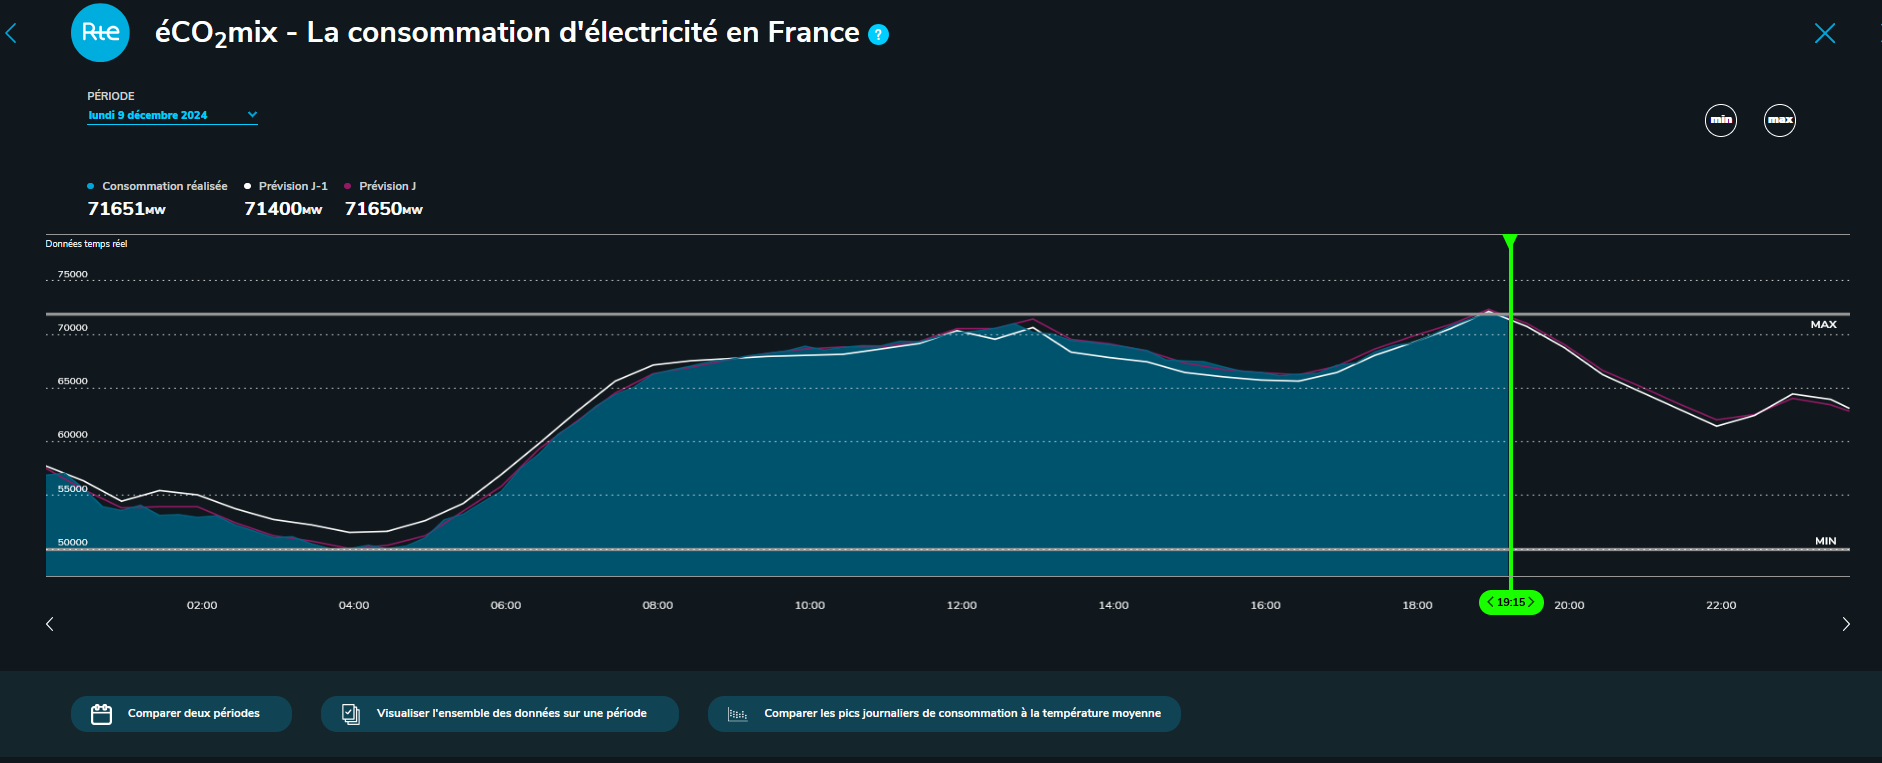 Rte
éCO2mix - La consommation d'électricité en France ?
PÉRIODE
lundi 9 décembre 2024
min max
Consommation réalisée Prévision J-1 Prévision J
71651MW 71400MW 71650MW
Données temps réel
75000
70000
MAX
65000
60000
55000
50000
MIN
02:00 04:00 06:00 08:00 10:00 12:00 14:00 16:00 18:00 19:15 20:00 22:00
Comparer deux périodes Visualiser l'ensemble des données sur une période Comparer les pics journaliers de consommation à la température moyenne